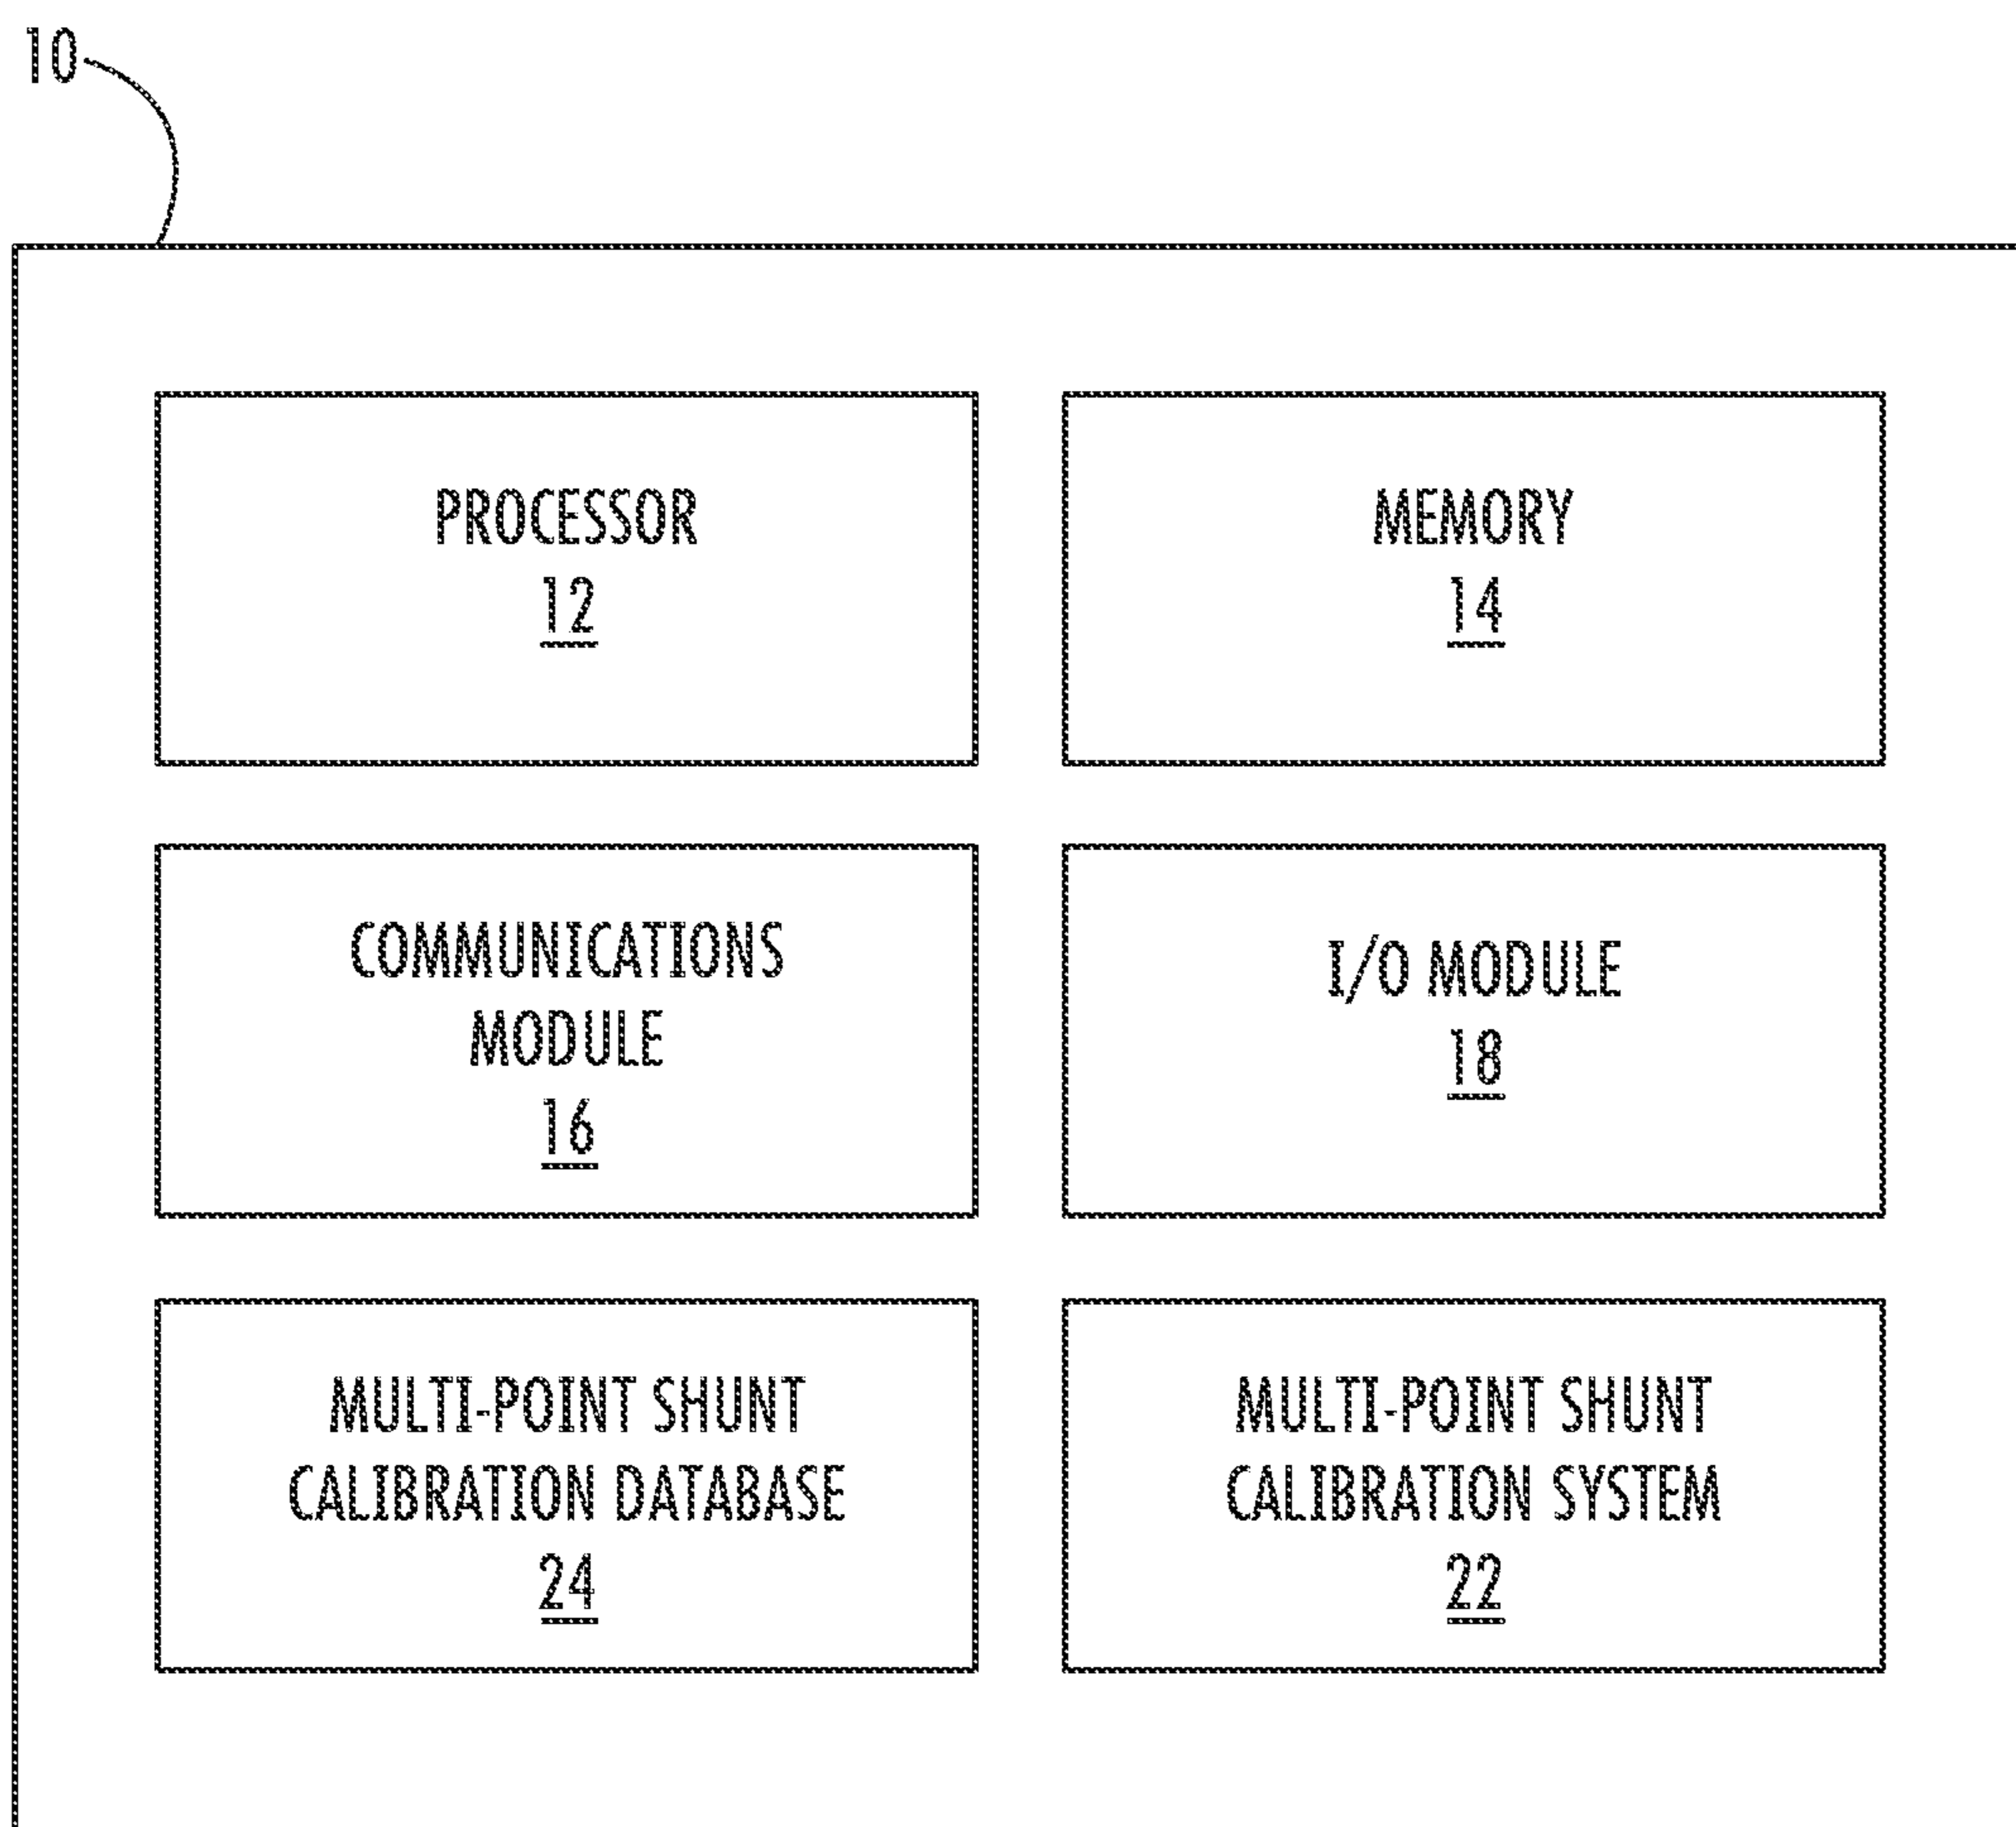 10
PROCESSOR
12
MEMORY
14
COMMUNICATIONS
MODULE
16
I/O MODULE
18
MULTI-POINT SHUNT
CALIBRATION DATABASE
24
MULTI-POINT SHUNT
CALIBRATION SYSTEM
22